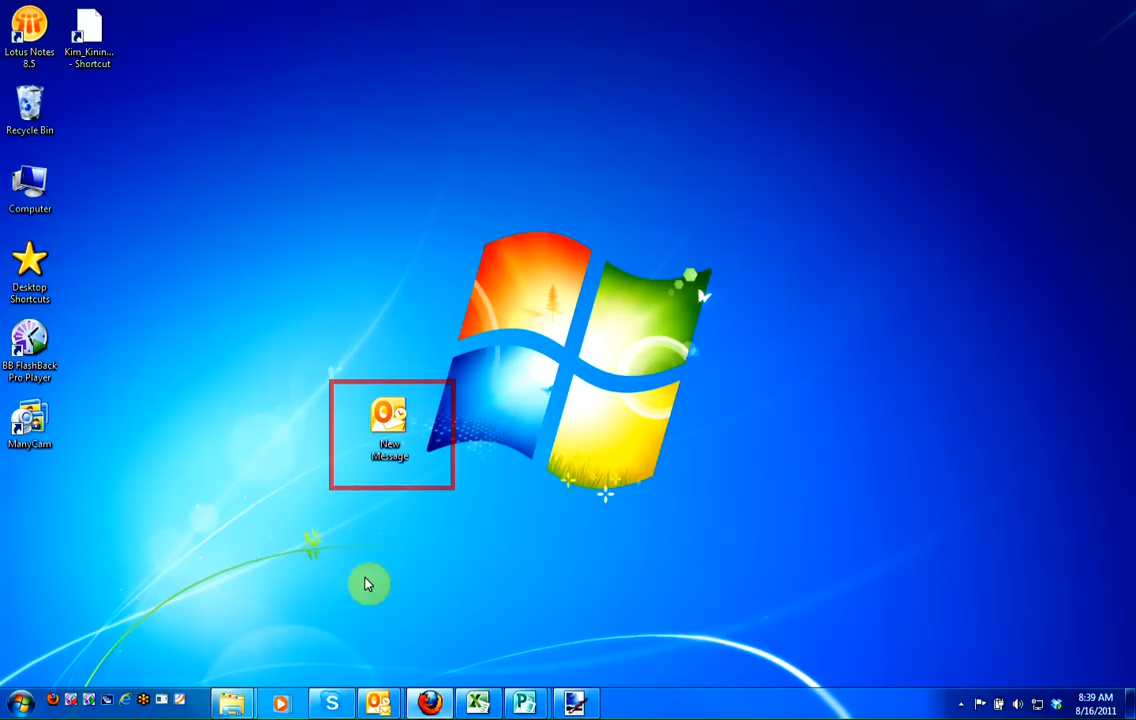 Lotus Notes
8.5
Kim_Kinin...
- Shortcut
Recycle Bin
Computer
Desktop
Shortcuts
BB FlashBack
Pro Player
ManyCam
New
Message
8:39 AM
8/16/2011